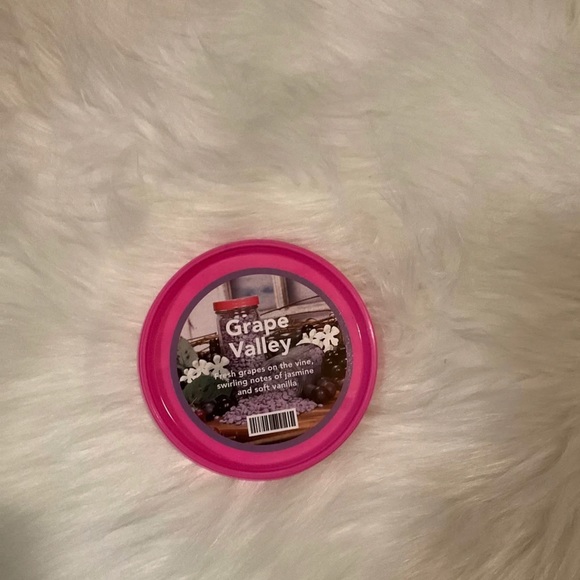 Grape
Valley
Fresh grapes on the vine,
swirling notes of jasmine
and soft vanilla